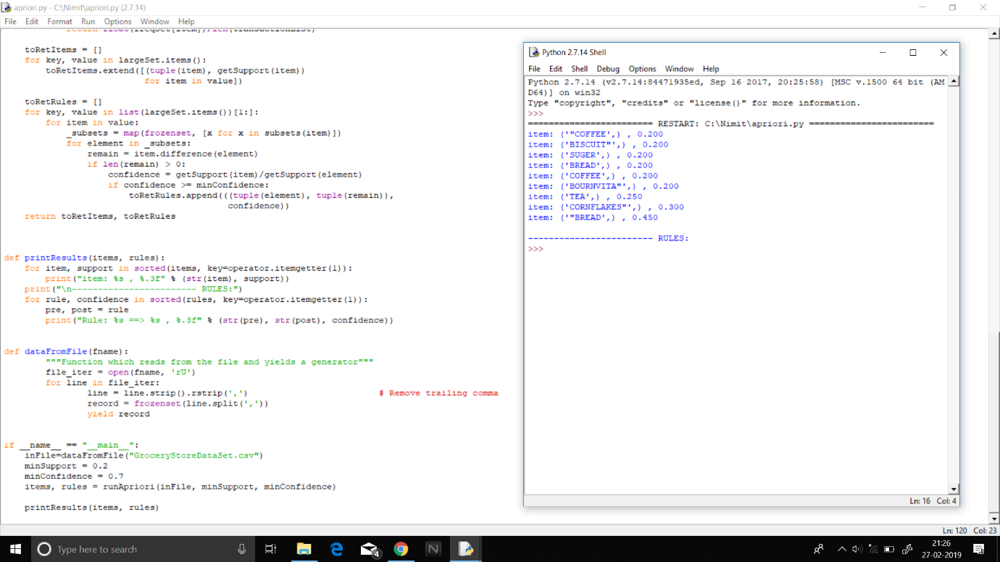 apriori.py - C:\Nimit\apriori.py (2.7.14)
File Edit Format Run Options Window Help
return float(freqSet[item])/len(transactionList)
toRetItems = []
for key, value in largeSet.items():
toRetItems.extend([(tuple(item), getSupport(item))
for item in value])
toRetRules = []
for key, value in list(largeSet.items())[1:]:
for item in value:
_subsets = map(frozenset, [x for x in subsets(item)])
for element in _subsets:
remain = item.difference(element)
if len(remain) > 0:
confidence = getSupport(item)/getSupport(element)
if confidence >= minConfidence:
toRetRules.append(((tuple(element), tuple(remain)),
confidence))
return toRetItems, toRetRules
def printResults(items, rules):
for item, support in sorted(items, key=operator.itemgetter(1)):
print("item: %s , %.3f" % (str(item), support))
print("\n------------------------ RULES:")
for rule, confidence in sorted(rules, key=operator.itemgetter(1)):
pre, post = rule
print("Rule: %s ==> %s , %.3f" % (str(pre), str(post), confidence))
def dataFromFile(fname):
"""Function which reads from the file and yields a generator"""
file_iter = open(fname, 'rU')
for line in file_iter:
line = line.strip().rstrip(',') # Remove trailing comma
record = frozenset(line.split(','))
yield record
if __name__ == "__main__":
inFile=dataFromFile("GroceryStoreDataSet.csv")
minSupport = 0.2
minConfidence = 0.7
items, rules = runApriori(inFile, minSupport, minConfidence)
printResults(items, rules)
Ln: 120 Col: 23
Python 2.7.14 Shell
File Edit Shell Debug Options Window Help
Python 2.7.14 (v2.7.14:84471935ed, Sep 16 2017, 20:25:58) [MSC v.1500 64 bit (AM
D64)] on win32
Type "copyright", "credits" or "license()" for more information.
>>>
======================== RESTART: C:\Nimit\apriori.py ========================
item: ('"COFFEE',) , 0.200
item: ('BISCUIT"',) , 0.200
item: ('SUGER',) , 0.200
item: ('BREAD',) , 0.200
item: ('COFFEE',) , 0.200
item: ('BOURNVITA"',) , 0.200
item: ('TEA',) , 0.250
item: ('CORNFLAKES"',) , 0.300
item: ('"BREAD',) , 0.450
------------------------ RULES:
>>>
Ln: 16 Col: 4
Type here to search
4
N
21:26
27-02-2019